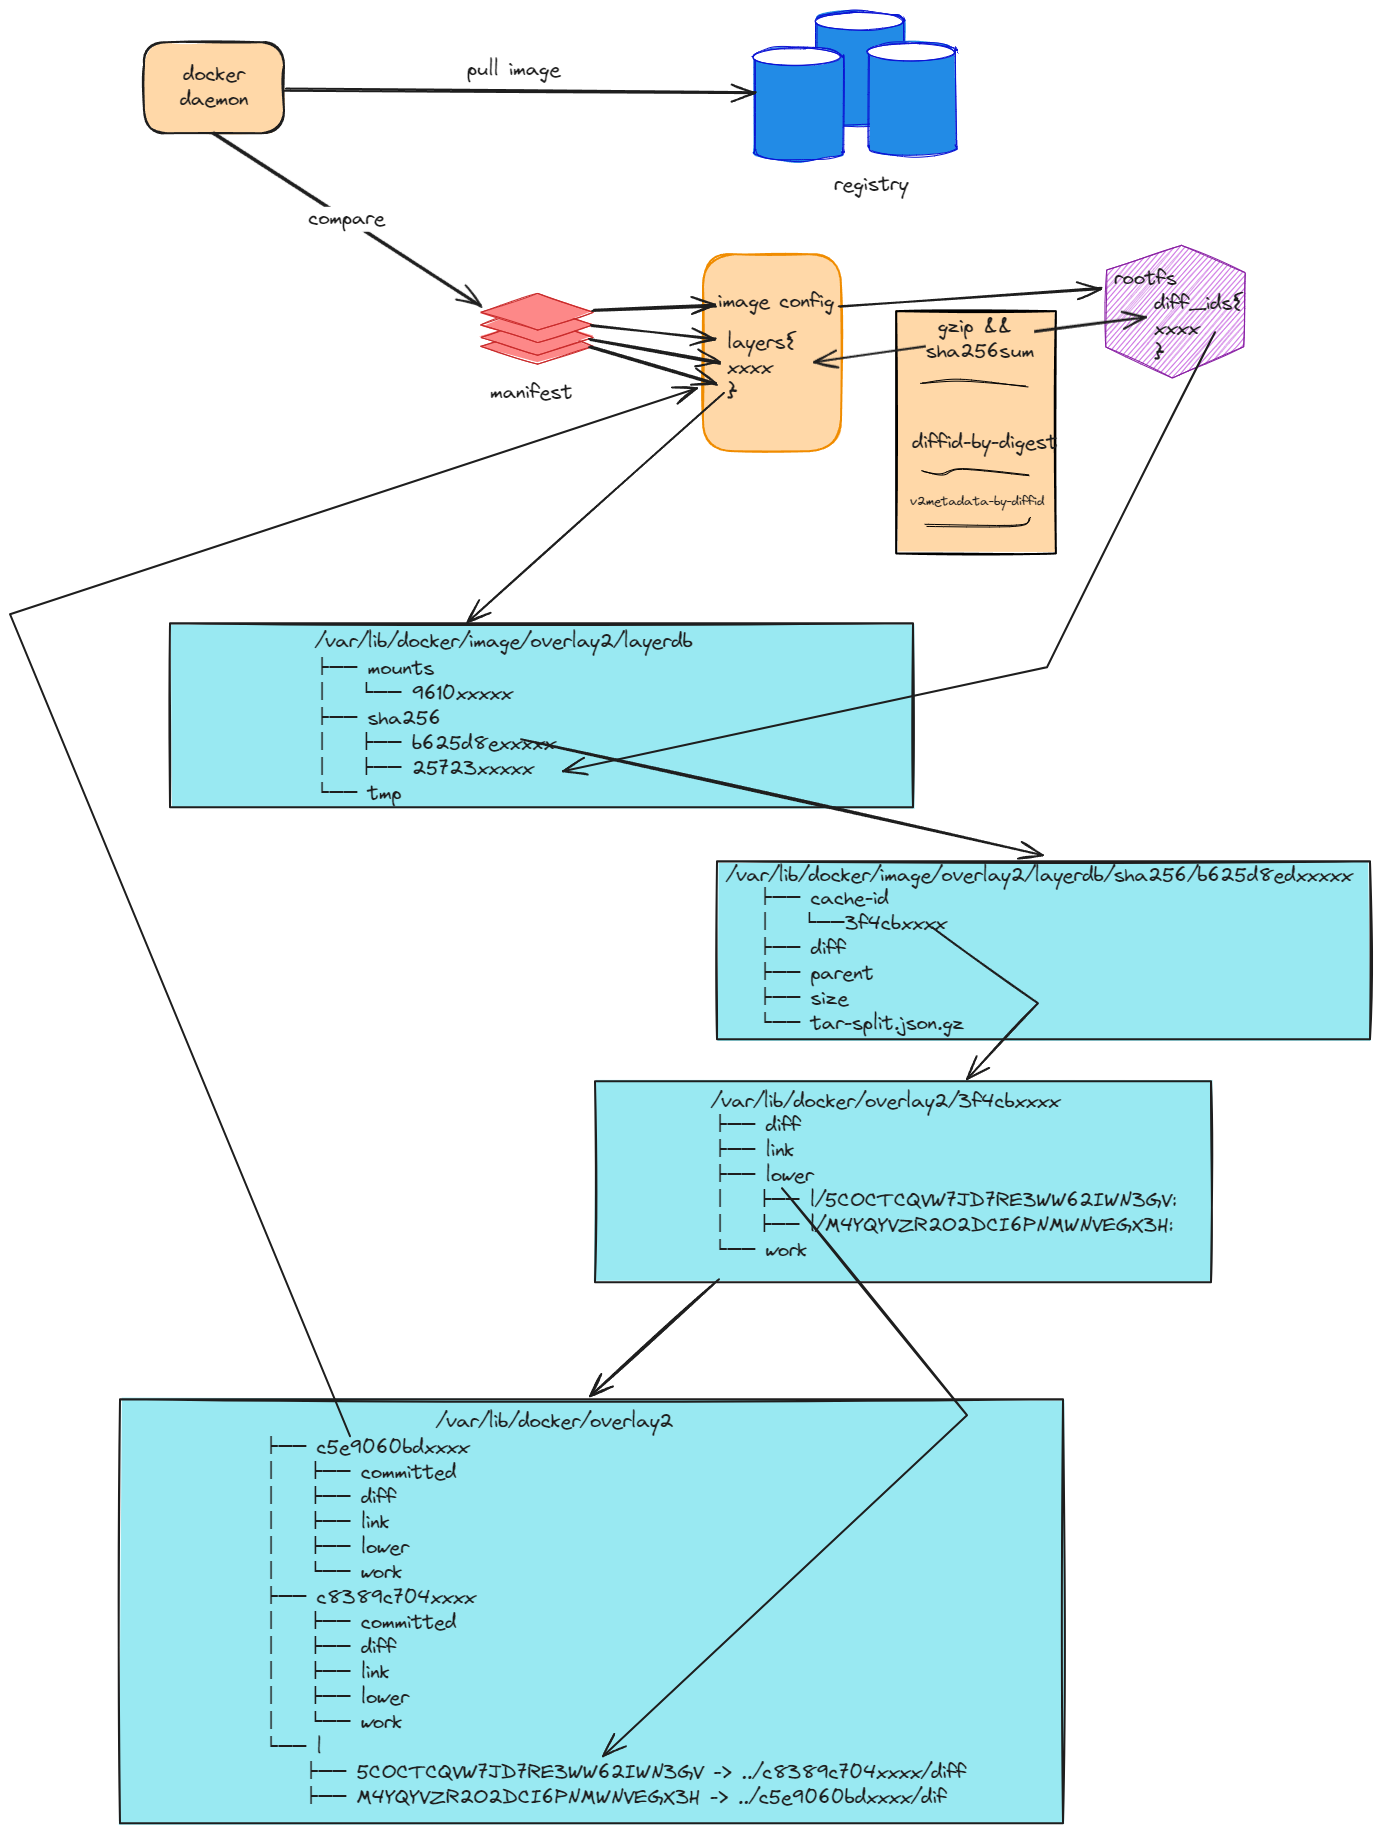 docker
daemon
pull image
registry
compare
manifest
image config
layers{
xxxx
}
rootfs
diff_ids{
xxxx
}
gzip &&
sha256sum
diffid-by-digest
v2metadata-by-diffid
/var/lib/docker/image/overlay2/layerdb
├── mounts
│   └── 9610xxxxx
├── sha256
│   ├── b625d8exxxxx
│   ├── 25723xxxxx
└── tmp
/var/lib/docker/image/overlay2/layerdb/sha256/b625d8edxxxxx
├── cache-id
│   └──3f4cbxxxx
├── diff
├── parent
├── size
└── tar-split.json.gz
/var/lib/docker/overlay2/3f4cbxxxx
├── diff
├── link
├── lower
│   ├── l/5COCTCQVW7JD7RE3WW62IWN3GV:
│   ├── l/M4YQYVZR2O2DCI6PNMWNVEGX3H:
└── work
/var/lib/docker/overlay2
├── c5e9060bdxxxx
│   ├── committed
│   ├── diff
│   ├── link
│   ├── lower
│   └── work
├── c8389c704xxxx
│   ├── committed
│   ├── diff
│   ├── link
│   ├── lower
│   └── work
└── l
├── 5COCTCQVW7JD7RE3WW62IWN3GV -> ../c8389c704xxxx/diff
├── M4YQYVZR2O2DCI6PNMWNVEGX3H -> ../c5e9060bdxxxx/dif